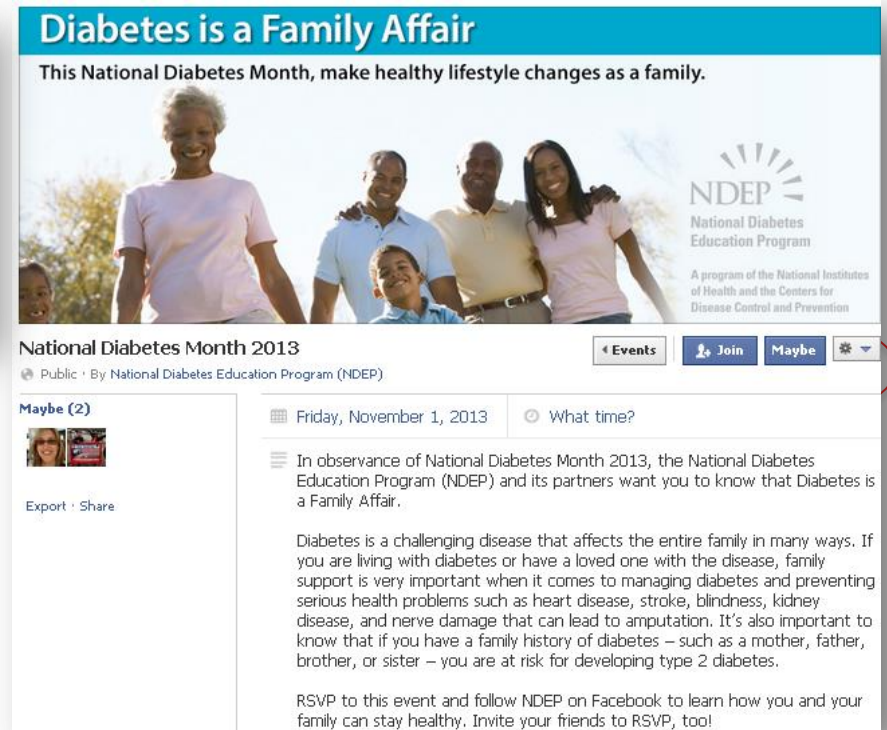 Diabetes is a Family Affair
This National Diabetes Month, make healthy lifestyle changes as a family.
NDEP
National Diabetes
Education Program
A program of the National Institutes
of Health and the Centers for
Disease Control and Prevention
National Diabetes Month 2013
Events
Join
Maybe
Public · By National Diabetes Education Program (NDEP)
Maybe (2)
Export · Share
Friday, November 1, 2013
What time?
In observance of National Diabetes Month 2013, the National Diabetes
Education Program (NDEP) and its partners want you to know that Diabetes is
a Family Affair.
Diabetes is a challenging disease that affects the entire family in many ways. If
you are living with diabetes or have a loved one with the disease, family
support is very important when it comes to managing diabetes and preventing
serious health problems such as heart disease, stroke, blindness, kidney
disease, and nerve damage that can lead to amputation. It's also important to
know that if you have a family history of diabetes – such as a mother, father,
brother, or sister – you are at risk for developing type 2 diabetes.
RSVP to this event and follow NDEP on Facebook to learn how you and your
family can stay healthy. Invite your friends to RSVP, too!